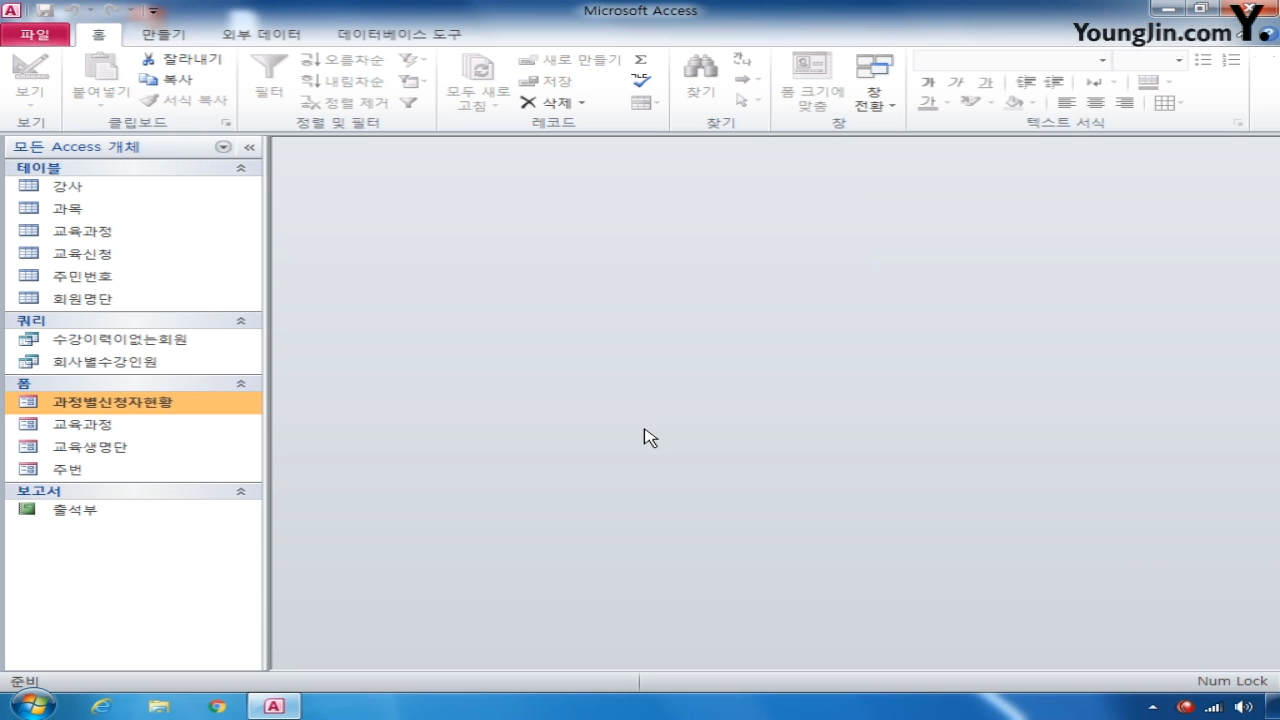 Microsoft Access
YoungJin.com Y.
파일 홈 만들기 외부 데이터 데이터베이스 도구
보기
보기
붙여넣기
잘라내기
복사
서식 복사
클립보드
필터
오름차순
내림차순
정렬 제거
정렬 및 필터
모두 새로
고침
새로 만들기
저장
삭제
레코드
찾기
찾기
폼 크기에
맞춤
창
전환
창
가 가 가
가
텍스트 서식
모든 Access 개체
테이블
강사
과목
교육과정
교육신청
주민번호
회원명단
쿼리
수강이력이없는회원
회사별수강인원
폼
과정별신청자현황
교육과정
교육생명단
주번
보고서
출석부
준비
Num Lock